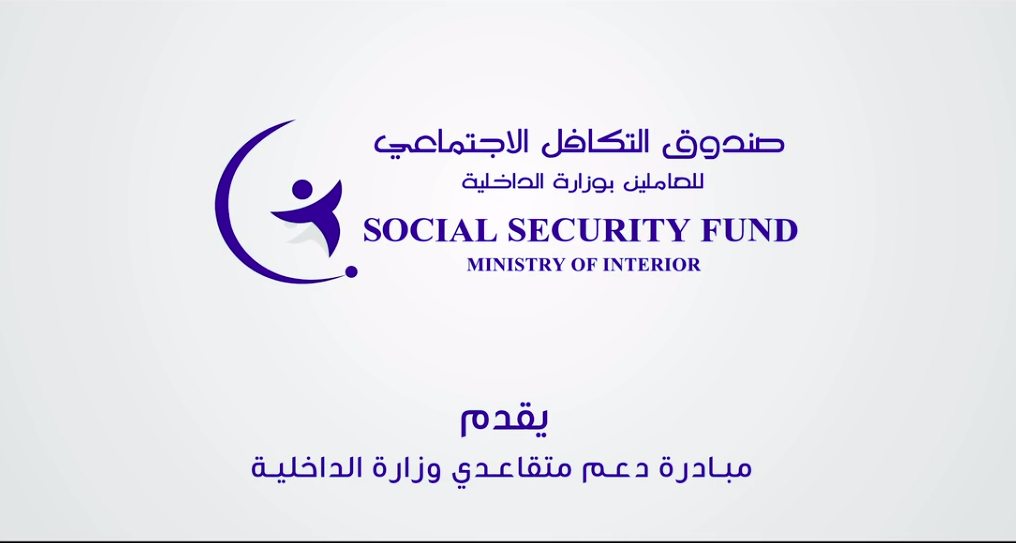 صندوق التكافل الاجتماعي
للعاملين بوزارة الداخلية
SOCIAL SECURITY FUND
MINISTRY OF INTERIOR
يقدم
مبادرة دعم متقاعدي وزارة الداخلية